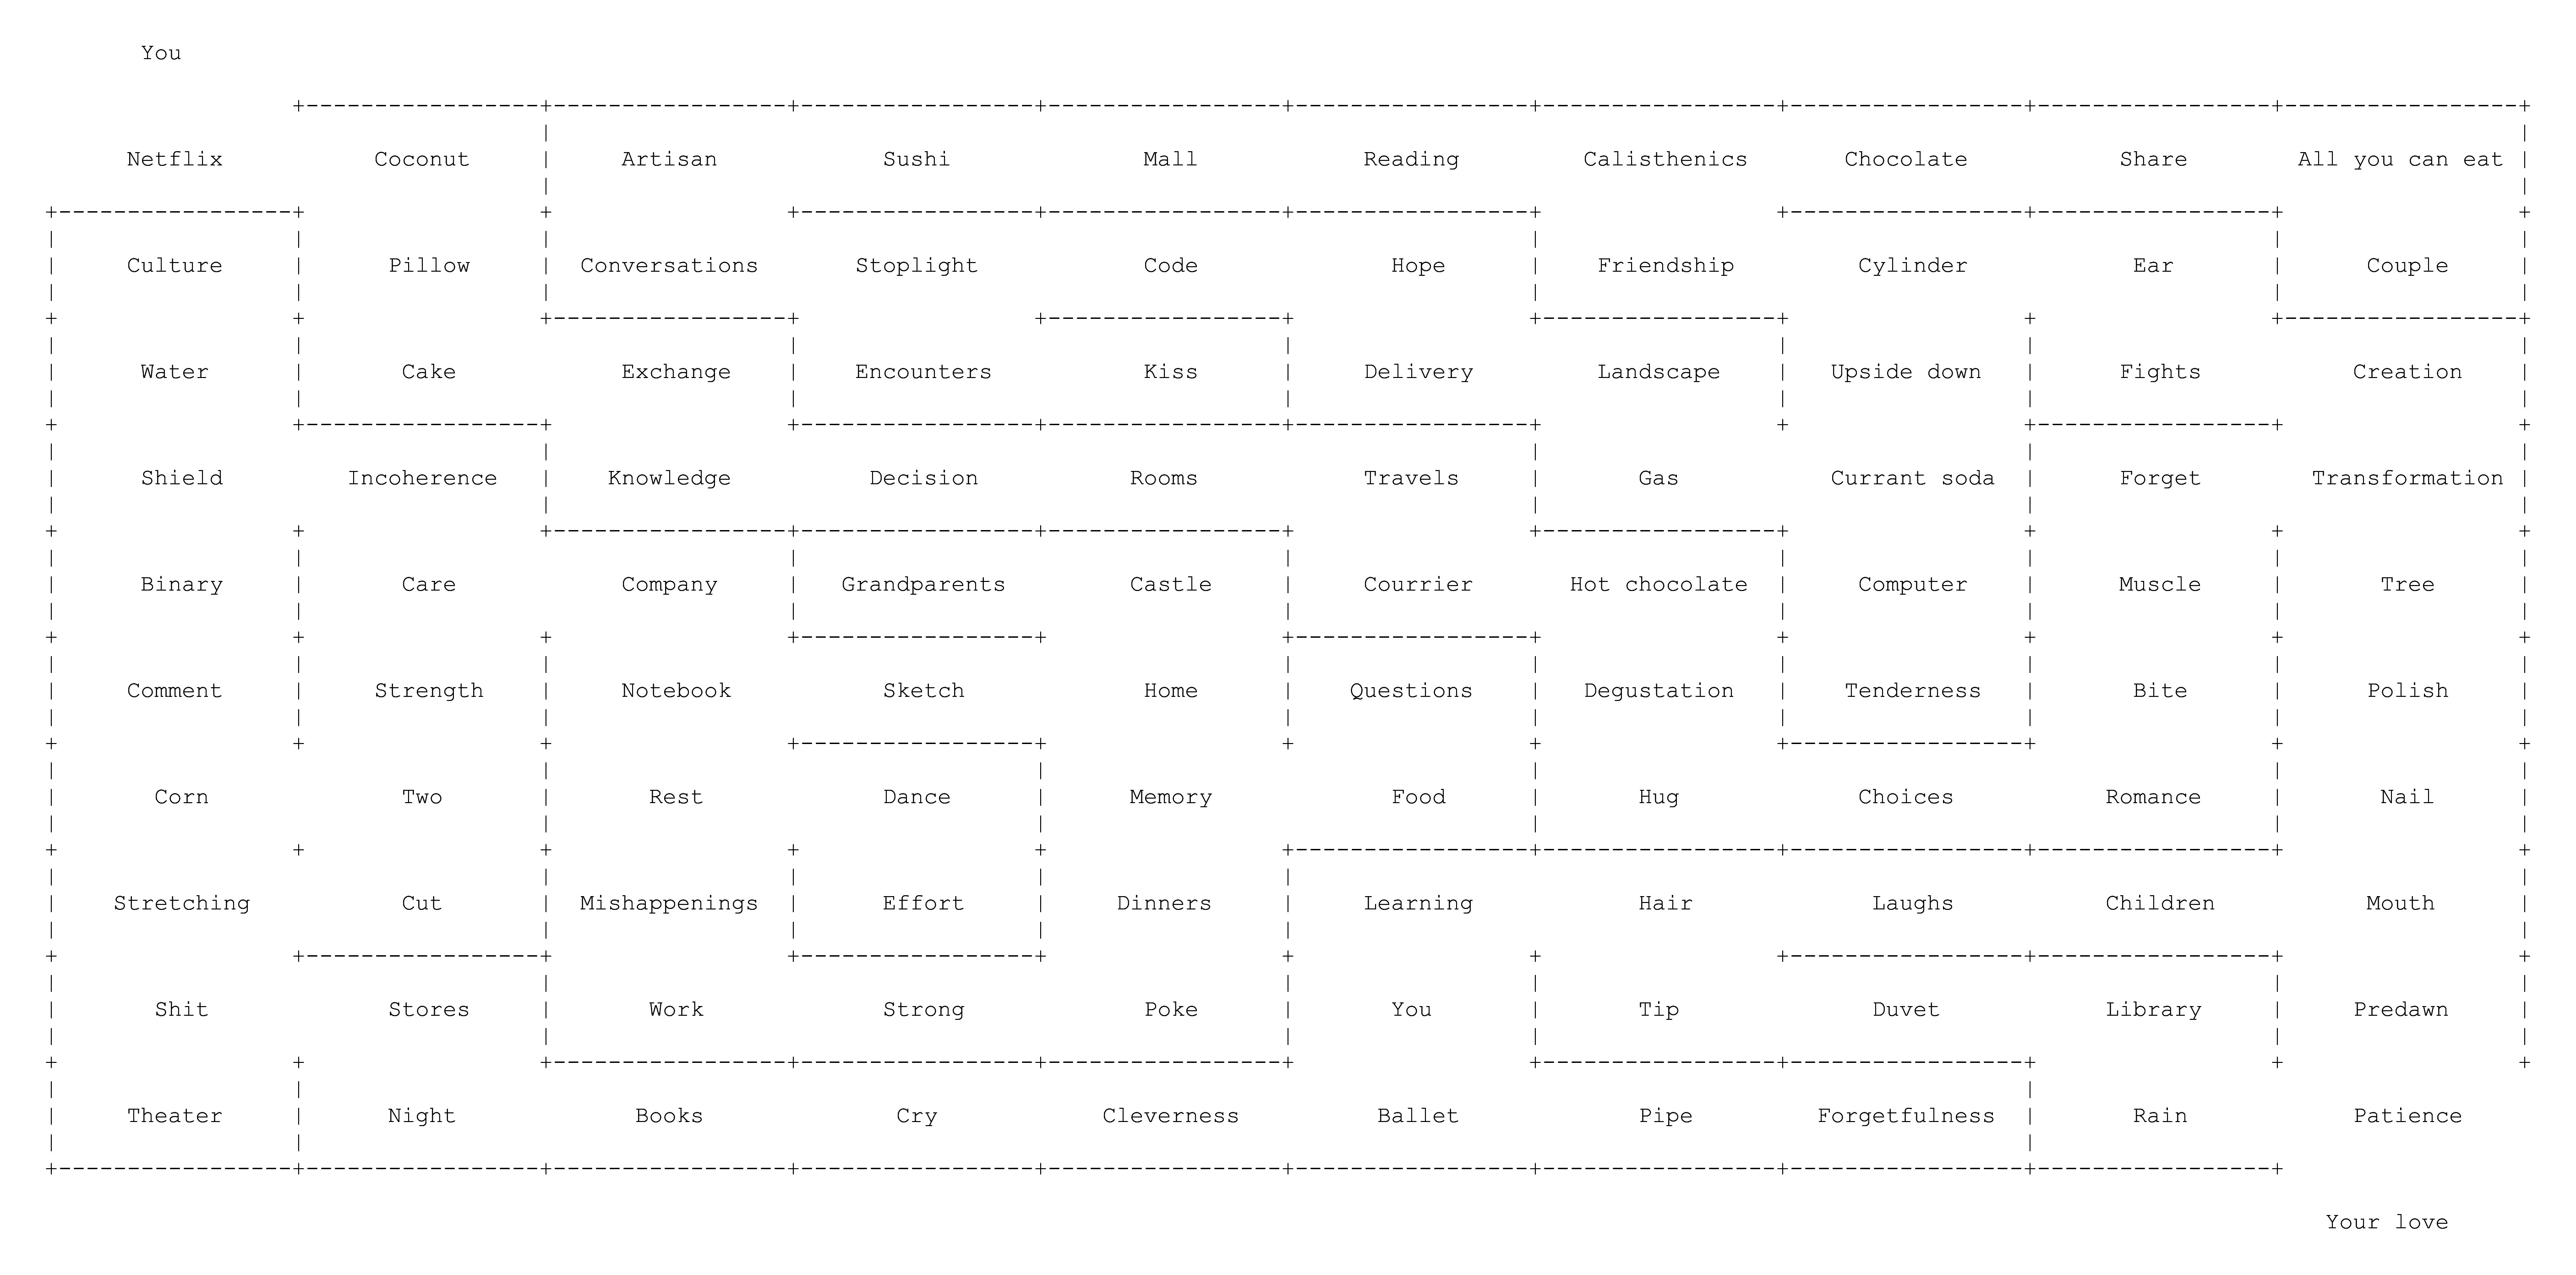 You
Netflix Coconut Artisan Sushi Mall Reading Calisthenics Chocolate Share All you can eat
Culture Pillow Conversations Stoplight Code Hope Friendship Cylinder Ear Couple
Water Cake Exchange Encounters Kiss Delivery Landscape Upside down Fights Creation
Shield Incoherence Knowledge Decision Rooms Travels Gas Currant soda Forget Transformation
Binary Care Company Grandparents Castle Courrier Hot chocolate Computer Muscle Tree
Comment Strength Notebook Sketch Home Questions Degustation Tenderness Bite Polish
Corn Two Rest Dance Memory Food Hug Choices Romance Nail
Stretching Cut Mishappenings Effort Dinners Learning Hair Laughs Children Mouth
Shit Stores Work Strong Poke You Tip Duvet Library Predawn
Theater Night Books Cry Cleverness Ballet Pipe Forgetfulness Rain Patience
Your love